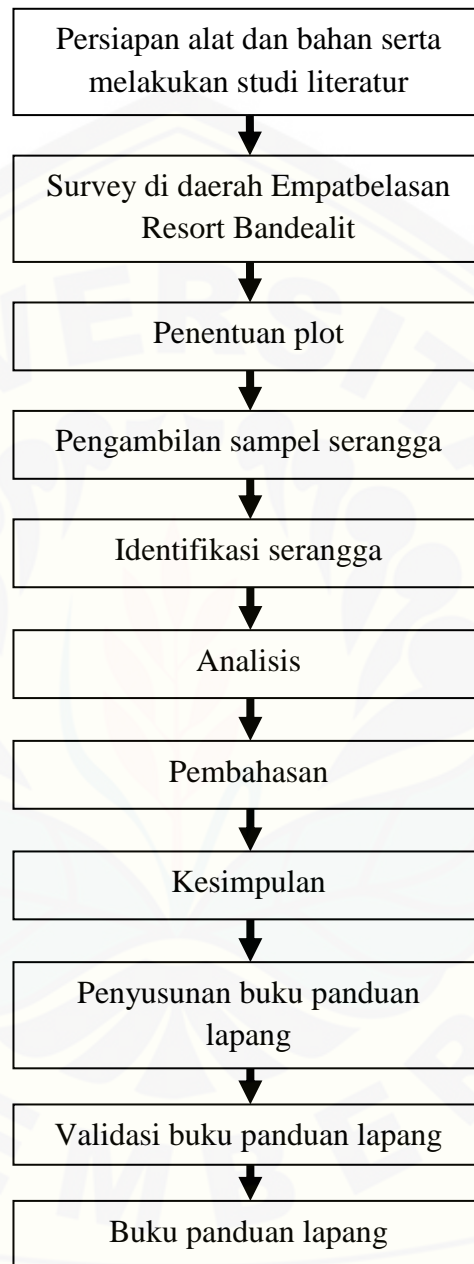 Persiapan alat dan bahan serta
melakukan studi literatur
Survey di daerah Empatbelasan
Resort Bandealit
Penentuan plot
Pengambilan sampel serangga
Identifikasi serangga
Analisis
Pembahasan
Kesimpulan
Penyusunan buku panduan
lapang
Validasi buku panduan lapang
Buku panduan lapang